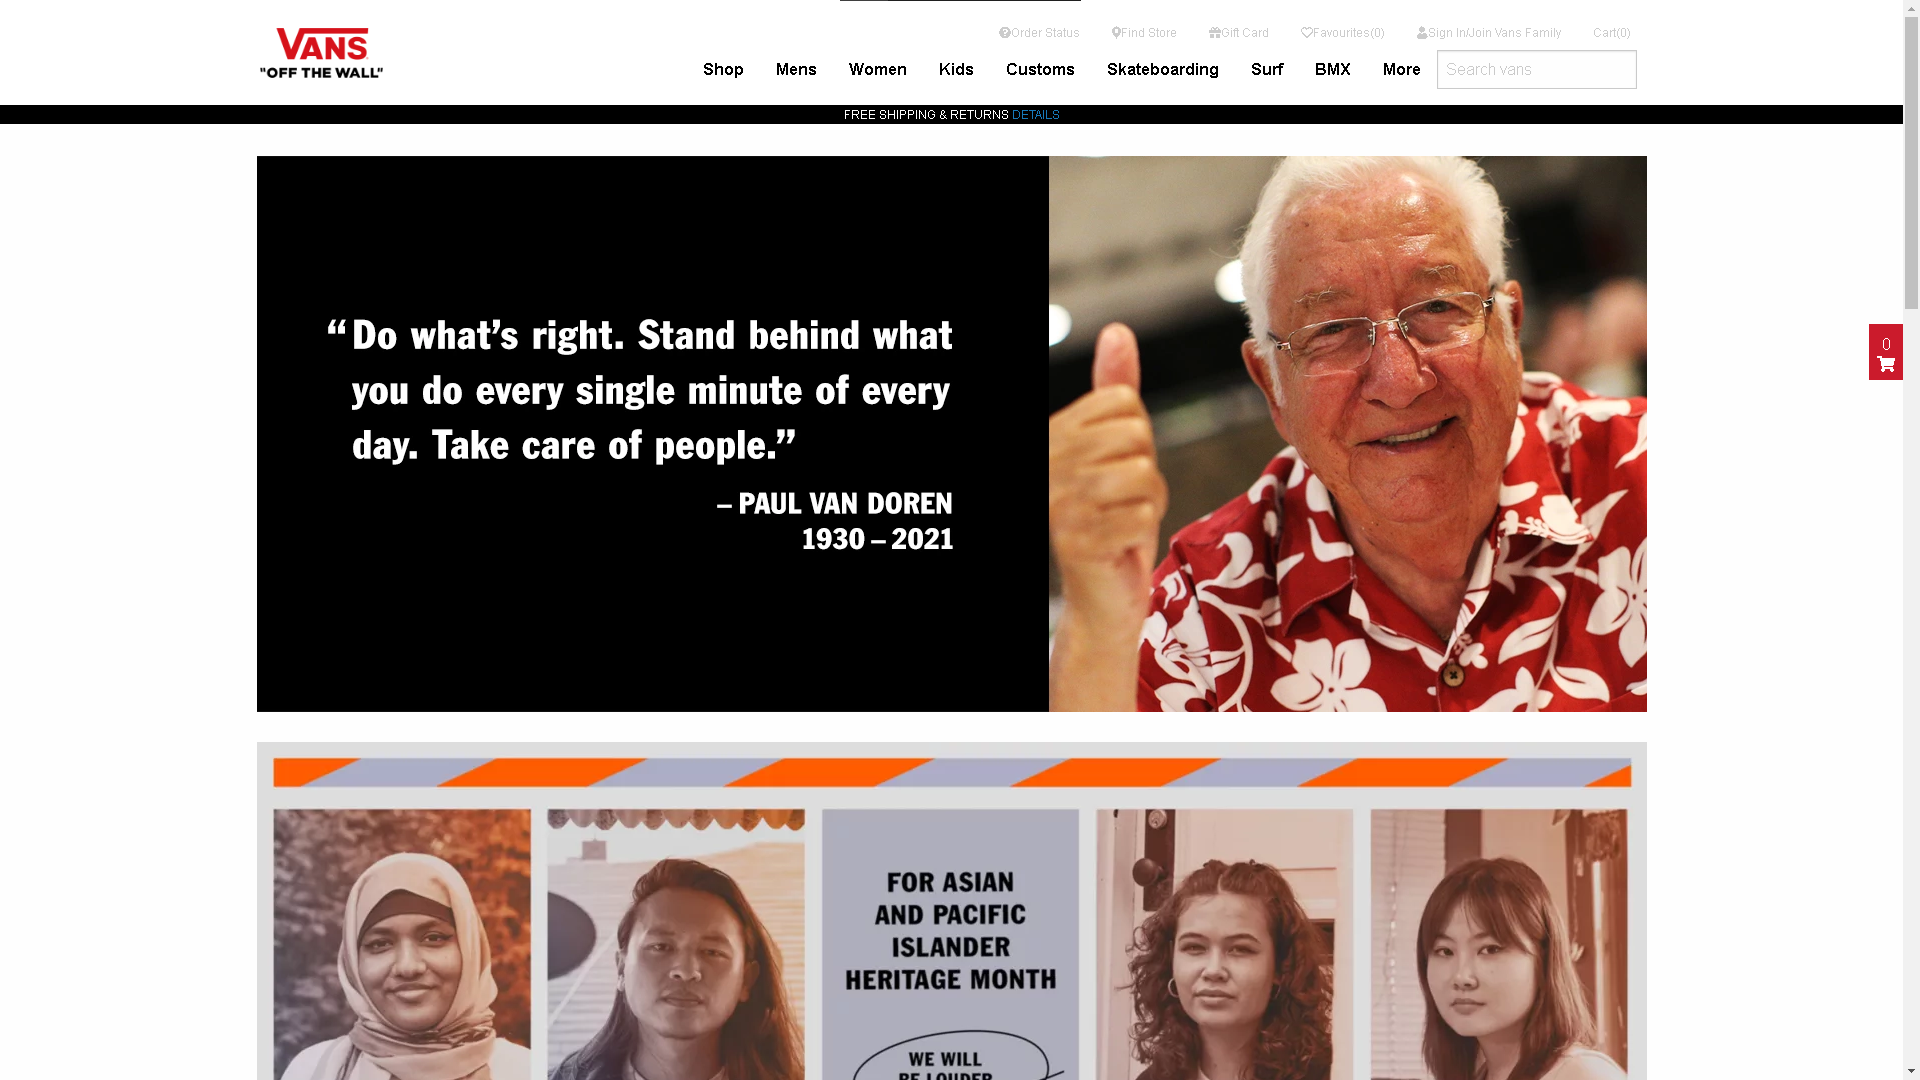 VANS
"OFF THE WALL"
Order Status
Find Store
Gift Card
Favourites(0)
Sign In/Join Vans Family
Cart(0)
Shop
Mens
Women
Kids
Customs
Skateboarding
Surf
BMX
More
Search vans
FREE SHIPPING & RETURNS DETAILS
0
“Do what’s right. Stand behind what
you do every single minute of every
day. Take care of people.”
– PAUL VAN DOREN
1930 – 2021
FOR ASIAN
AND PACIFIC
ISLANDER
HERITAGE MONTH
WE WILL
BE LOUDER